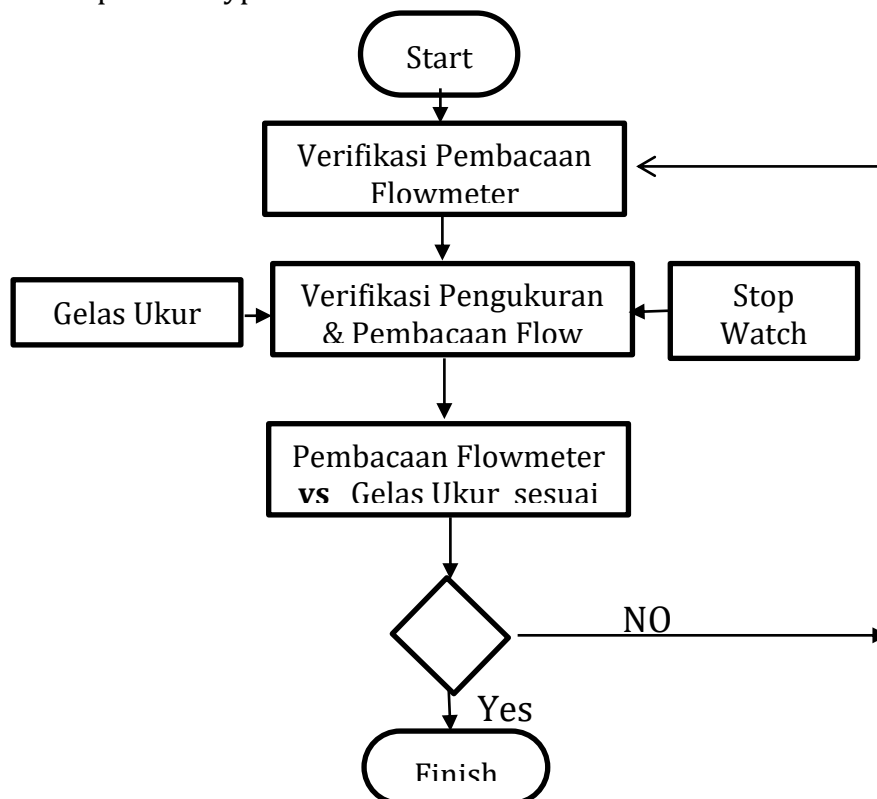 Start
Verifikasi Pembacaan
Flowmeter
Gelas Ukur
Verifikasi Pengukuran
& Pembacaan Flow
Stop
Watch
Pembacaan Flowmeter
vs Gelas Ukur sesuai
NO
Yes
Finish